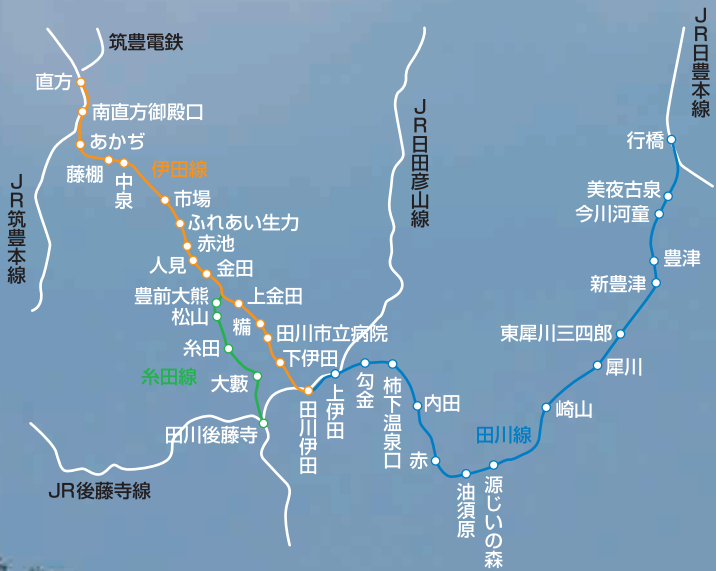 筑豊電鉄
直方
南直方御殿口
あかぢ
藤棚
中泉
伊田線
市場
ふれあい生力
赤池
人見
金田
豊前大熊
上金田
松山
糒
田川市立病院
糸田
下伊田
糸田線
大藪
田川後藤寺
田川伊田
上伊田
勾金
柿下温泉口
内田
赤
油須原
源じいの森
田川線
崎山
犀川
東犀川三四郎
新豊津
豊津
今川河童
美夜古泉
行橋
JR日豊本線
JR日田彦山線
JR筑豊本線
JR後藤寺線